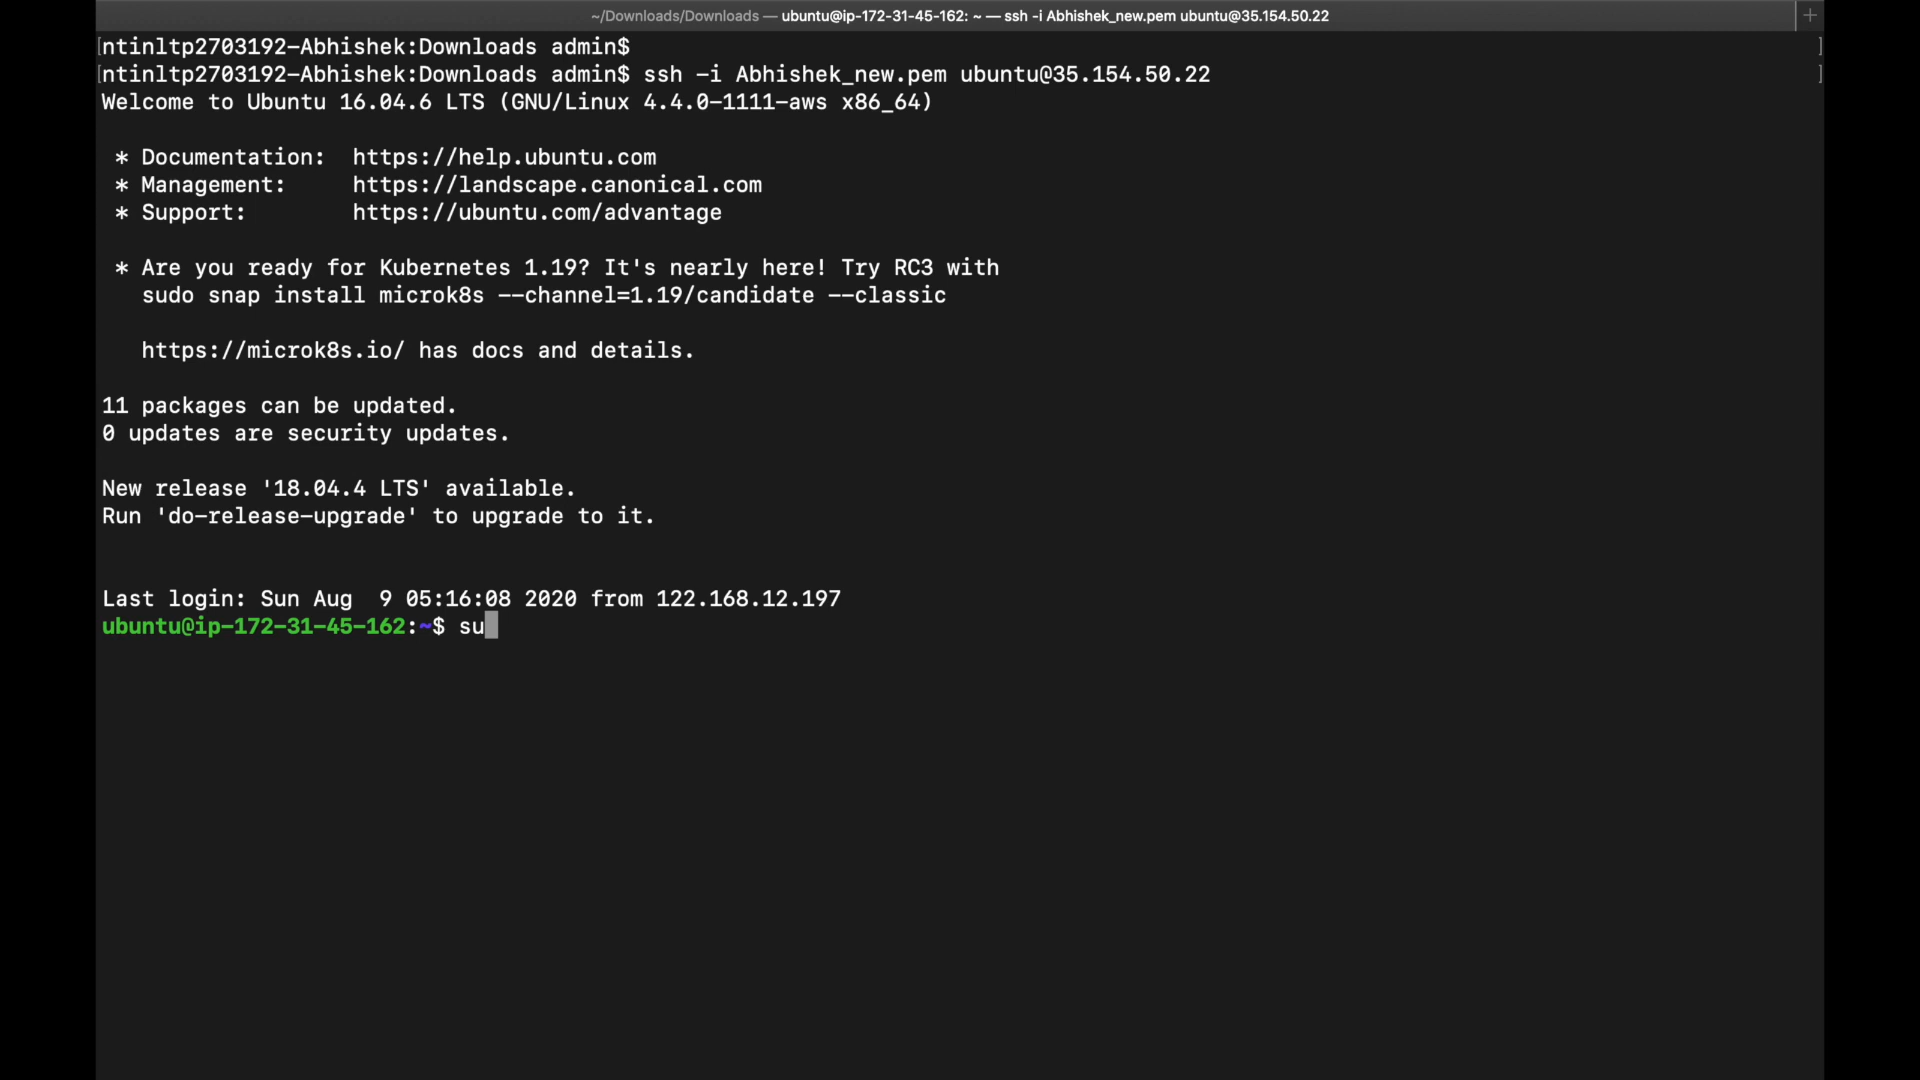 ~/Downloads/Downloads — ubuntu@ip-172-31-45-162: ~ — ssh -i Abhishek_new.pem ubuntu@35.154.50.22
[ntinltp2703192-Abhishek:Downloads admin$ ]
[ntinltp2703192-Abhishek:Downloads admin$ ssh -i Abhishek_new.pem ubuntu@35.154.50.22 ]
Welcome to Ubuntu 16.04.6 LTS (GNU/Linux 4.4.0-1111-aws x86_64)
* Documentation: https://help.ubuntu.com
* Management: https://landscape.canonical.com
* Support: https://ubuntu.com/advantage
* Are you ready for Kubernetes 1.19? It's nearly here! Try RC3 with
sudo snap install microk8s --channel=1.19/candidate --classic
https://microk8s.io/ has docs and details.
11 packages can be updated.
0 updates are security updates.
New release '18.04.4 LTS' available.
Run 'do-release-upgrade' to upgrade to it.
Last login: Sun Aug 9 05:16:08 2020 from 122.168.12.197
ubuntu@ip-172-31-45-162:~$ su